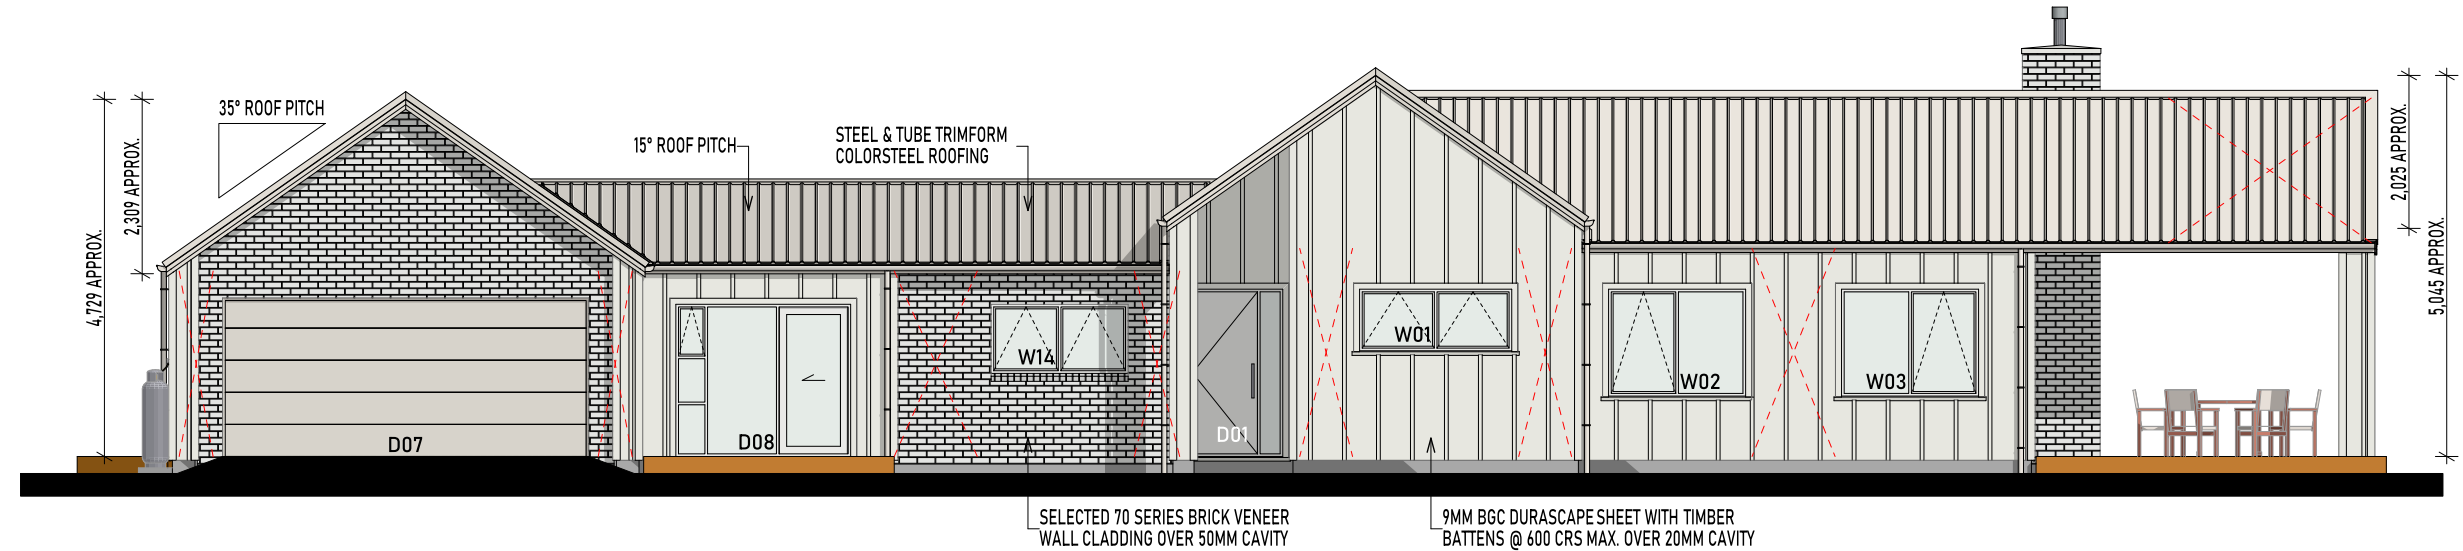 35° ROOF PITCH
15° ROOF PITCH
STEEL & TUBE TRIMFORM
COLORSTEEL ROOFING
4,729 APPROX.
2,309 APPROX.
2,025 APPROX.
5,045 APPROX.
D07
D08
W14
D01
W01
W02
W03
SELECTED 70 SERIES BRICK VENEER
WALL CLADDING OVER 50MM CAVITY
9MM BGC DURASCAPE SHEET WITH TIMBER
BATTENS @ 600 CRS MAX. OVER 20MM CAVITY